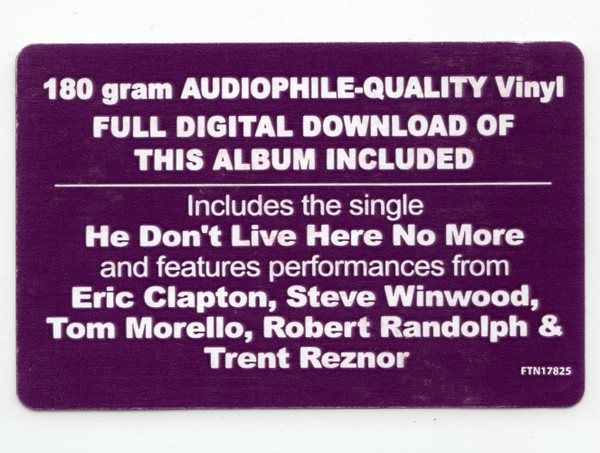 180 gram AUDIOPHILE-QUALITY Vinyl
FULL DIGITAL DOWNLOAD OF
THIS ALBUM INCLUDED
Includes the single
He Don't Live Here No More
and features performances from
Eric Clapton, Steve Winwood,
Tom Morello, Robert Randolph &
Trent Reznor
FTN17825